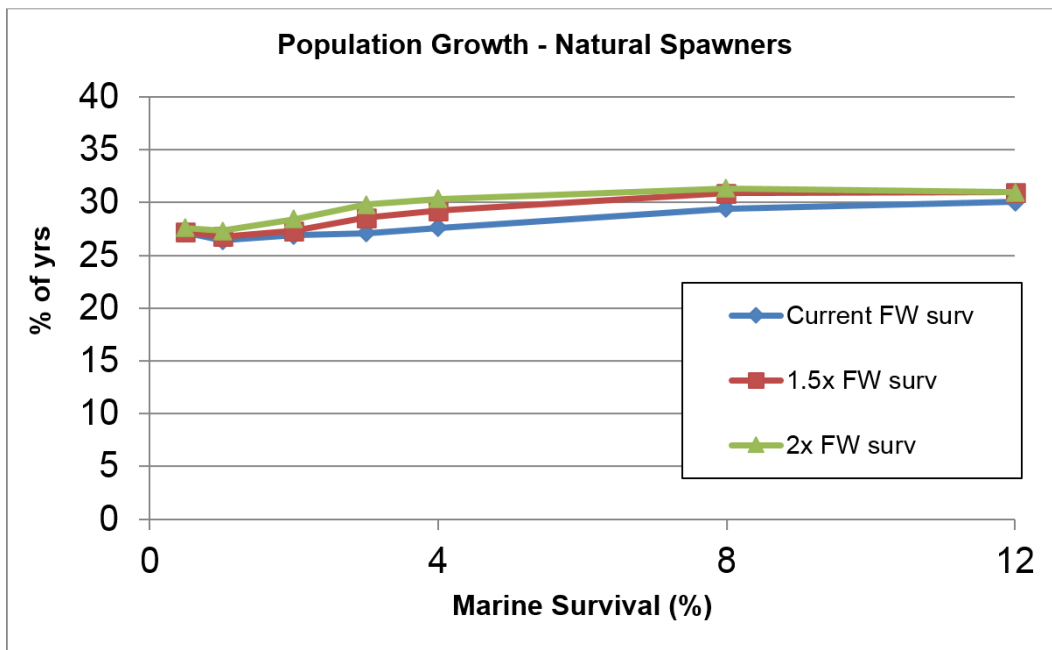 Population Growth - Natural Spawners
40
35
30
25
20
15
10
5
0
% of yrs
Current FW surv
1.5x FW surv
2x FW surv
0 4 8 12
Marine Survival (%)